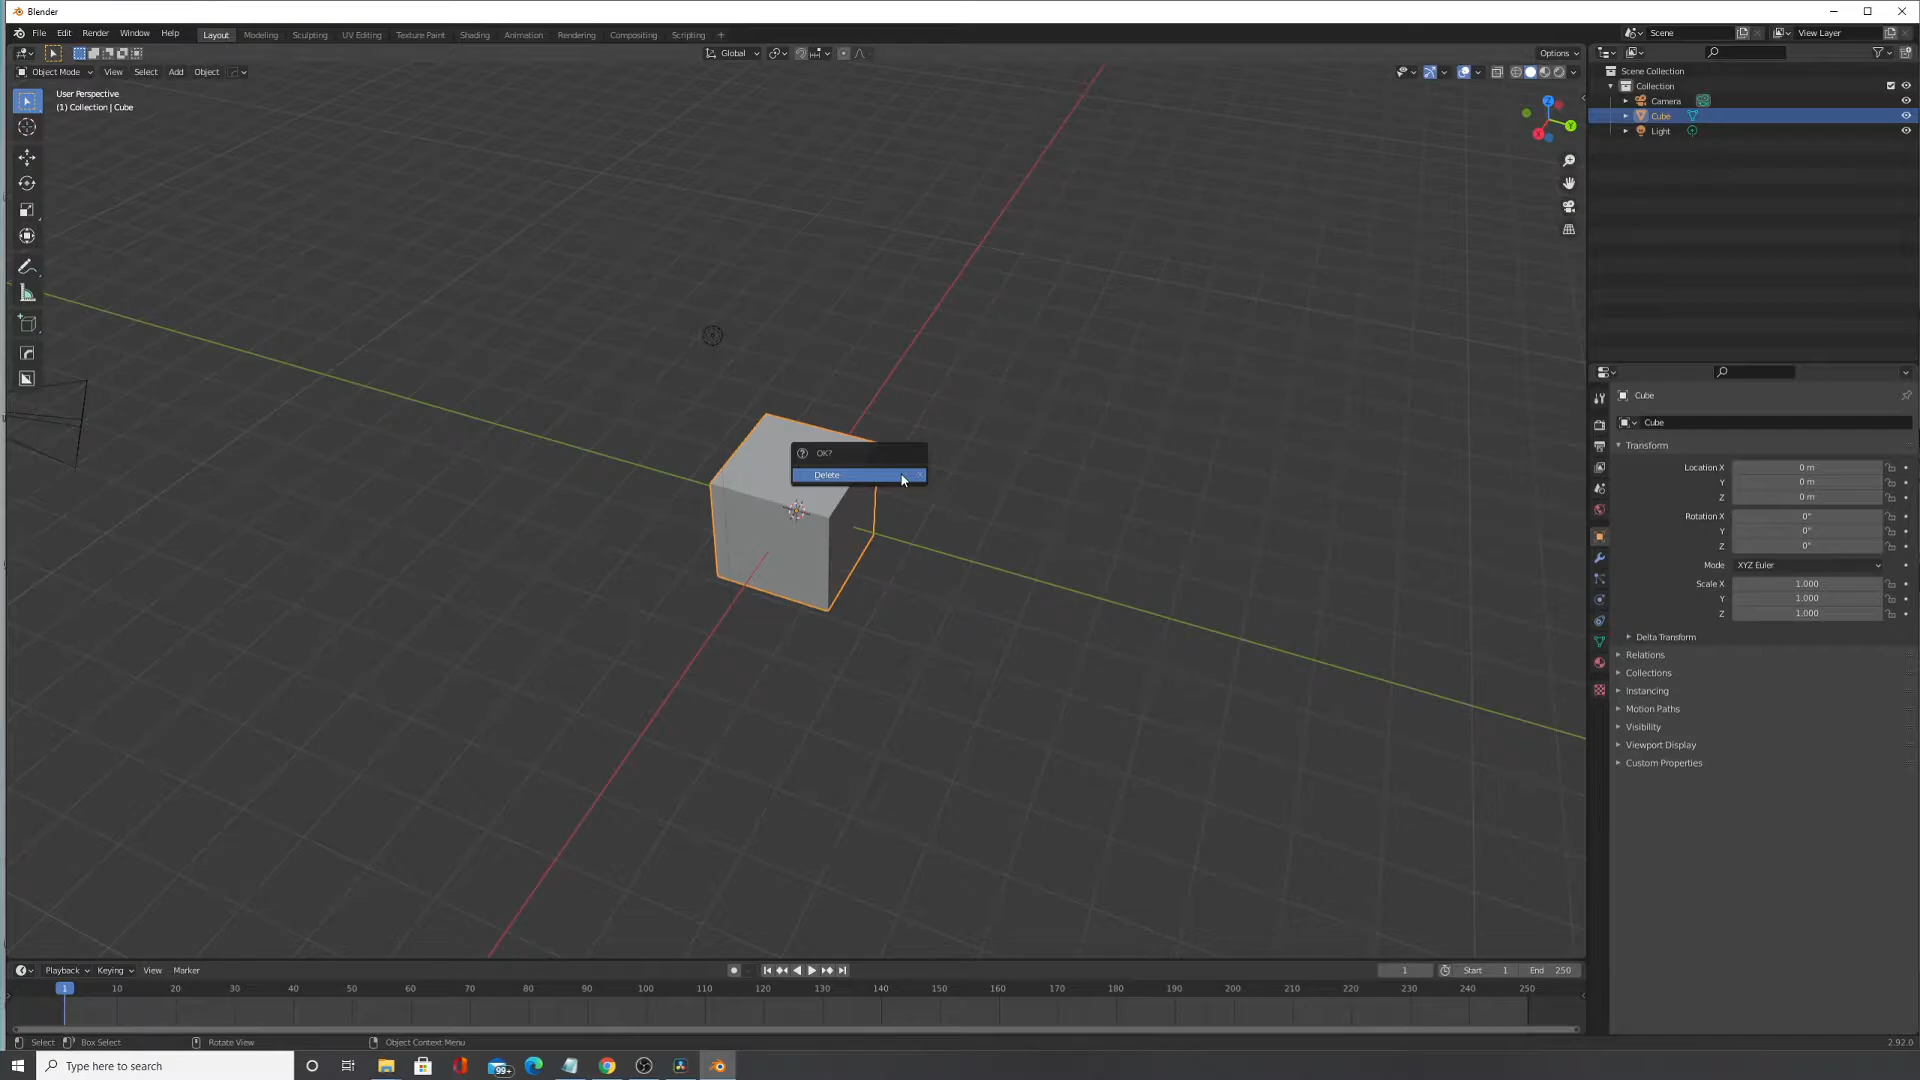 Blender
File Edit Render Window Help
Layout Modeling Sculpting UV Editing Texture Paint Shading Animation Rendering Compositing Scripting +
Scene
View Layer
Global
Options
Object Mode View Select Add Object
User Perspective
(1) Collection | Cube
Z
Y
X
Scene Collection
Collection
Camera
Cube
Light
OK?
Delete
Cube
Cube
Transform
Location X 0 m
Y 0 m
Z 0 m
Rotation X 0°
Y 0°
Z 0°
Mode XYZ Euler
Scale X 1.000
Y 1.000
Z 1.000
Delta Transform
Relations
Collections
Instancing
Motion Paths
Visibility
Viewport Display
Custom Properties
Playback Keying View Marker
1 Start 1 End 250
1 10 20 30 40 50 60 70 80 90 100 110 120 130 140 150 160 170 180 190 200 210 220 230 240 250
Select Box Select Rotate View Object Context Menu 2.92.0
Type here to search
99+